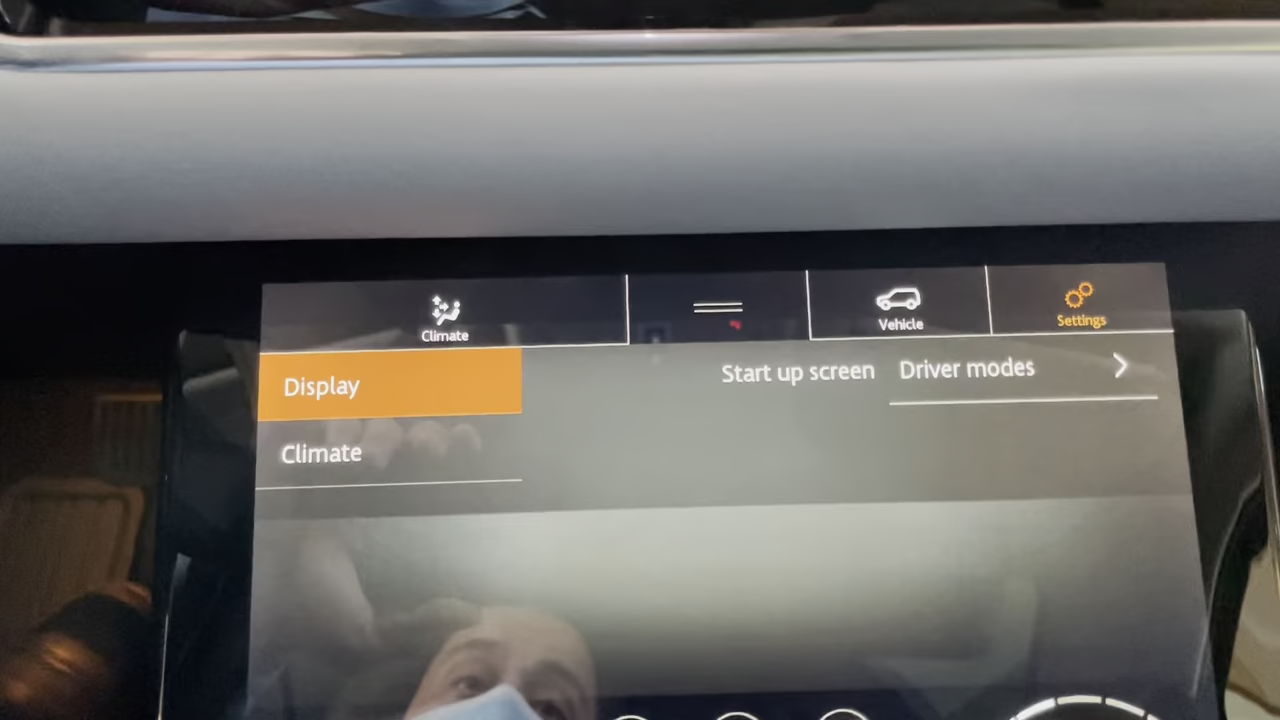 Climate
Vehicle
Settings
Display
Start up screen
Driver modes
Climate